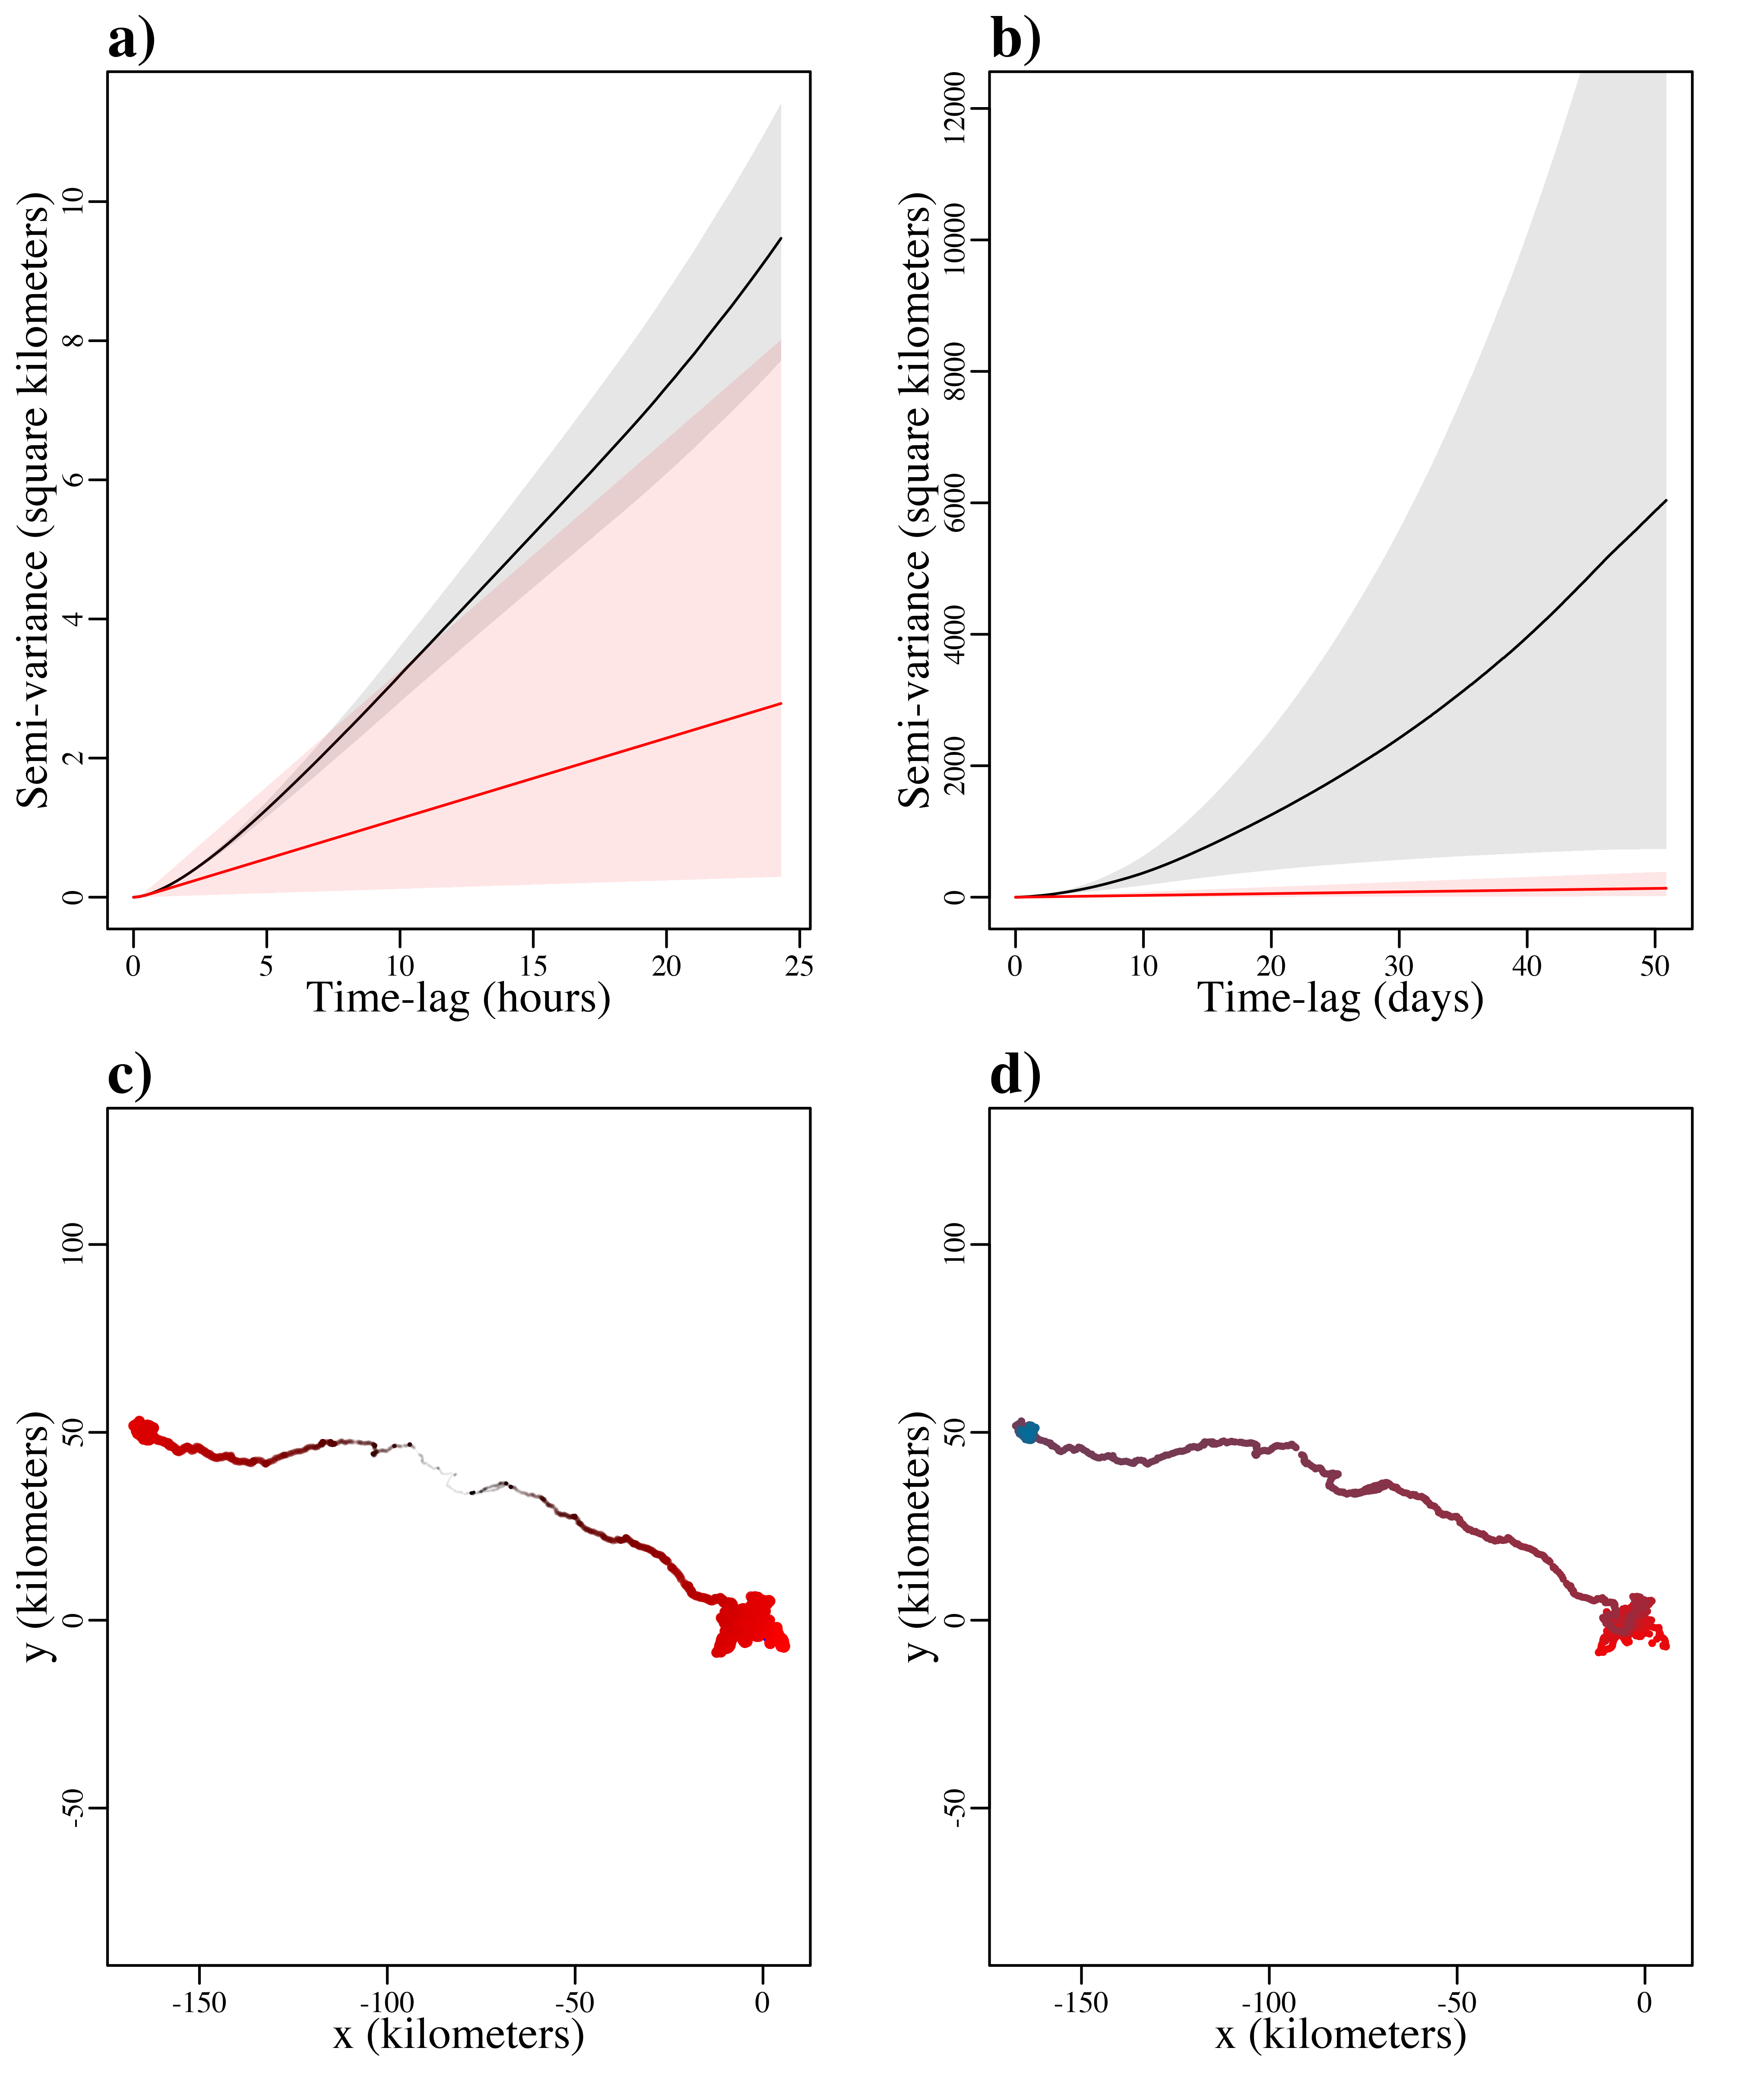 a)
Semi-variance (square kilometers)
0 2 4 6 8 10
0 5 10 15 20 25
Time-lag (hours)
b)
Semi-variance (square kilometers)
0 2000 4000 6000 8000 10000 12000
0 10 20 30 40 50
Time-lag (days)
c)
y (kilometers)
-50 0 50 100
-150 -100 -50 0
x (kilometers)
d)
y (kilometers)
-50 0 50 100
-150 -100 -50 0
x (kilometers)